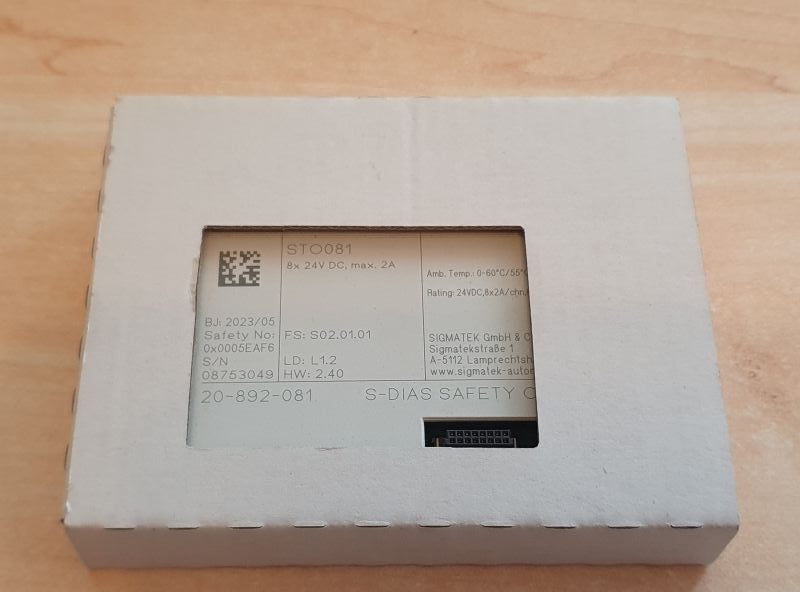 STO081
8x 24V DC, max. 2A
Amb. Temp.: 0-60°C/55°C
Rating: 24VDC,8x2A/chn,
BJ: 2023/05
Safety No:
0x0005EAF6
S/N
08753049
FS: S02.01.01
LD: L1.2
HW: 2.40
SIGMATEK GmbH & C
Sigmatekstraße 1
A-5112 Lamprechtsh
www.sigmatek-autom
20-892-081
S-DIAS SAFETY